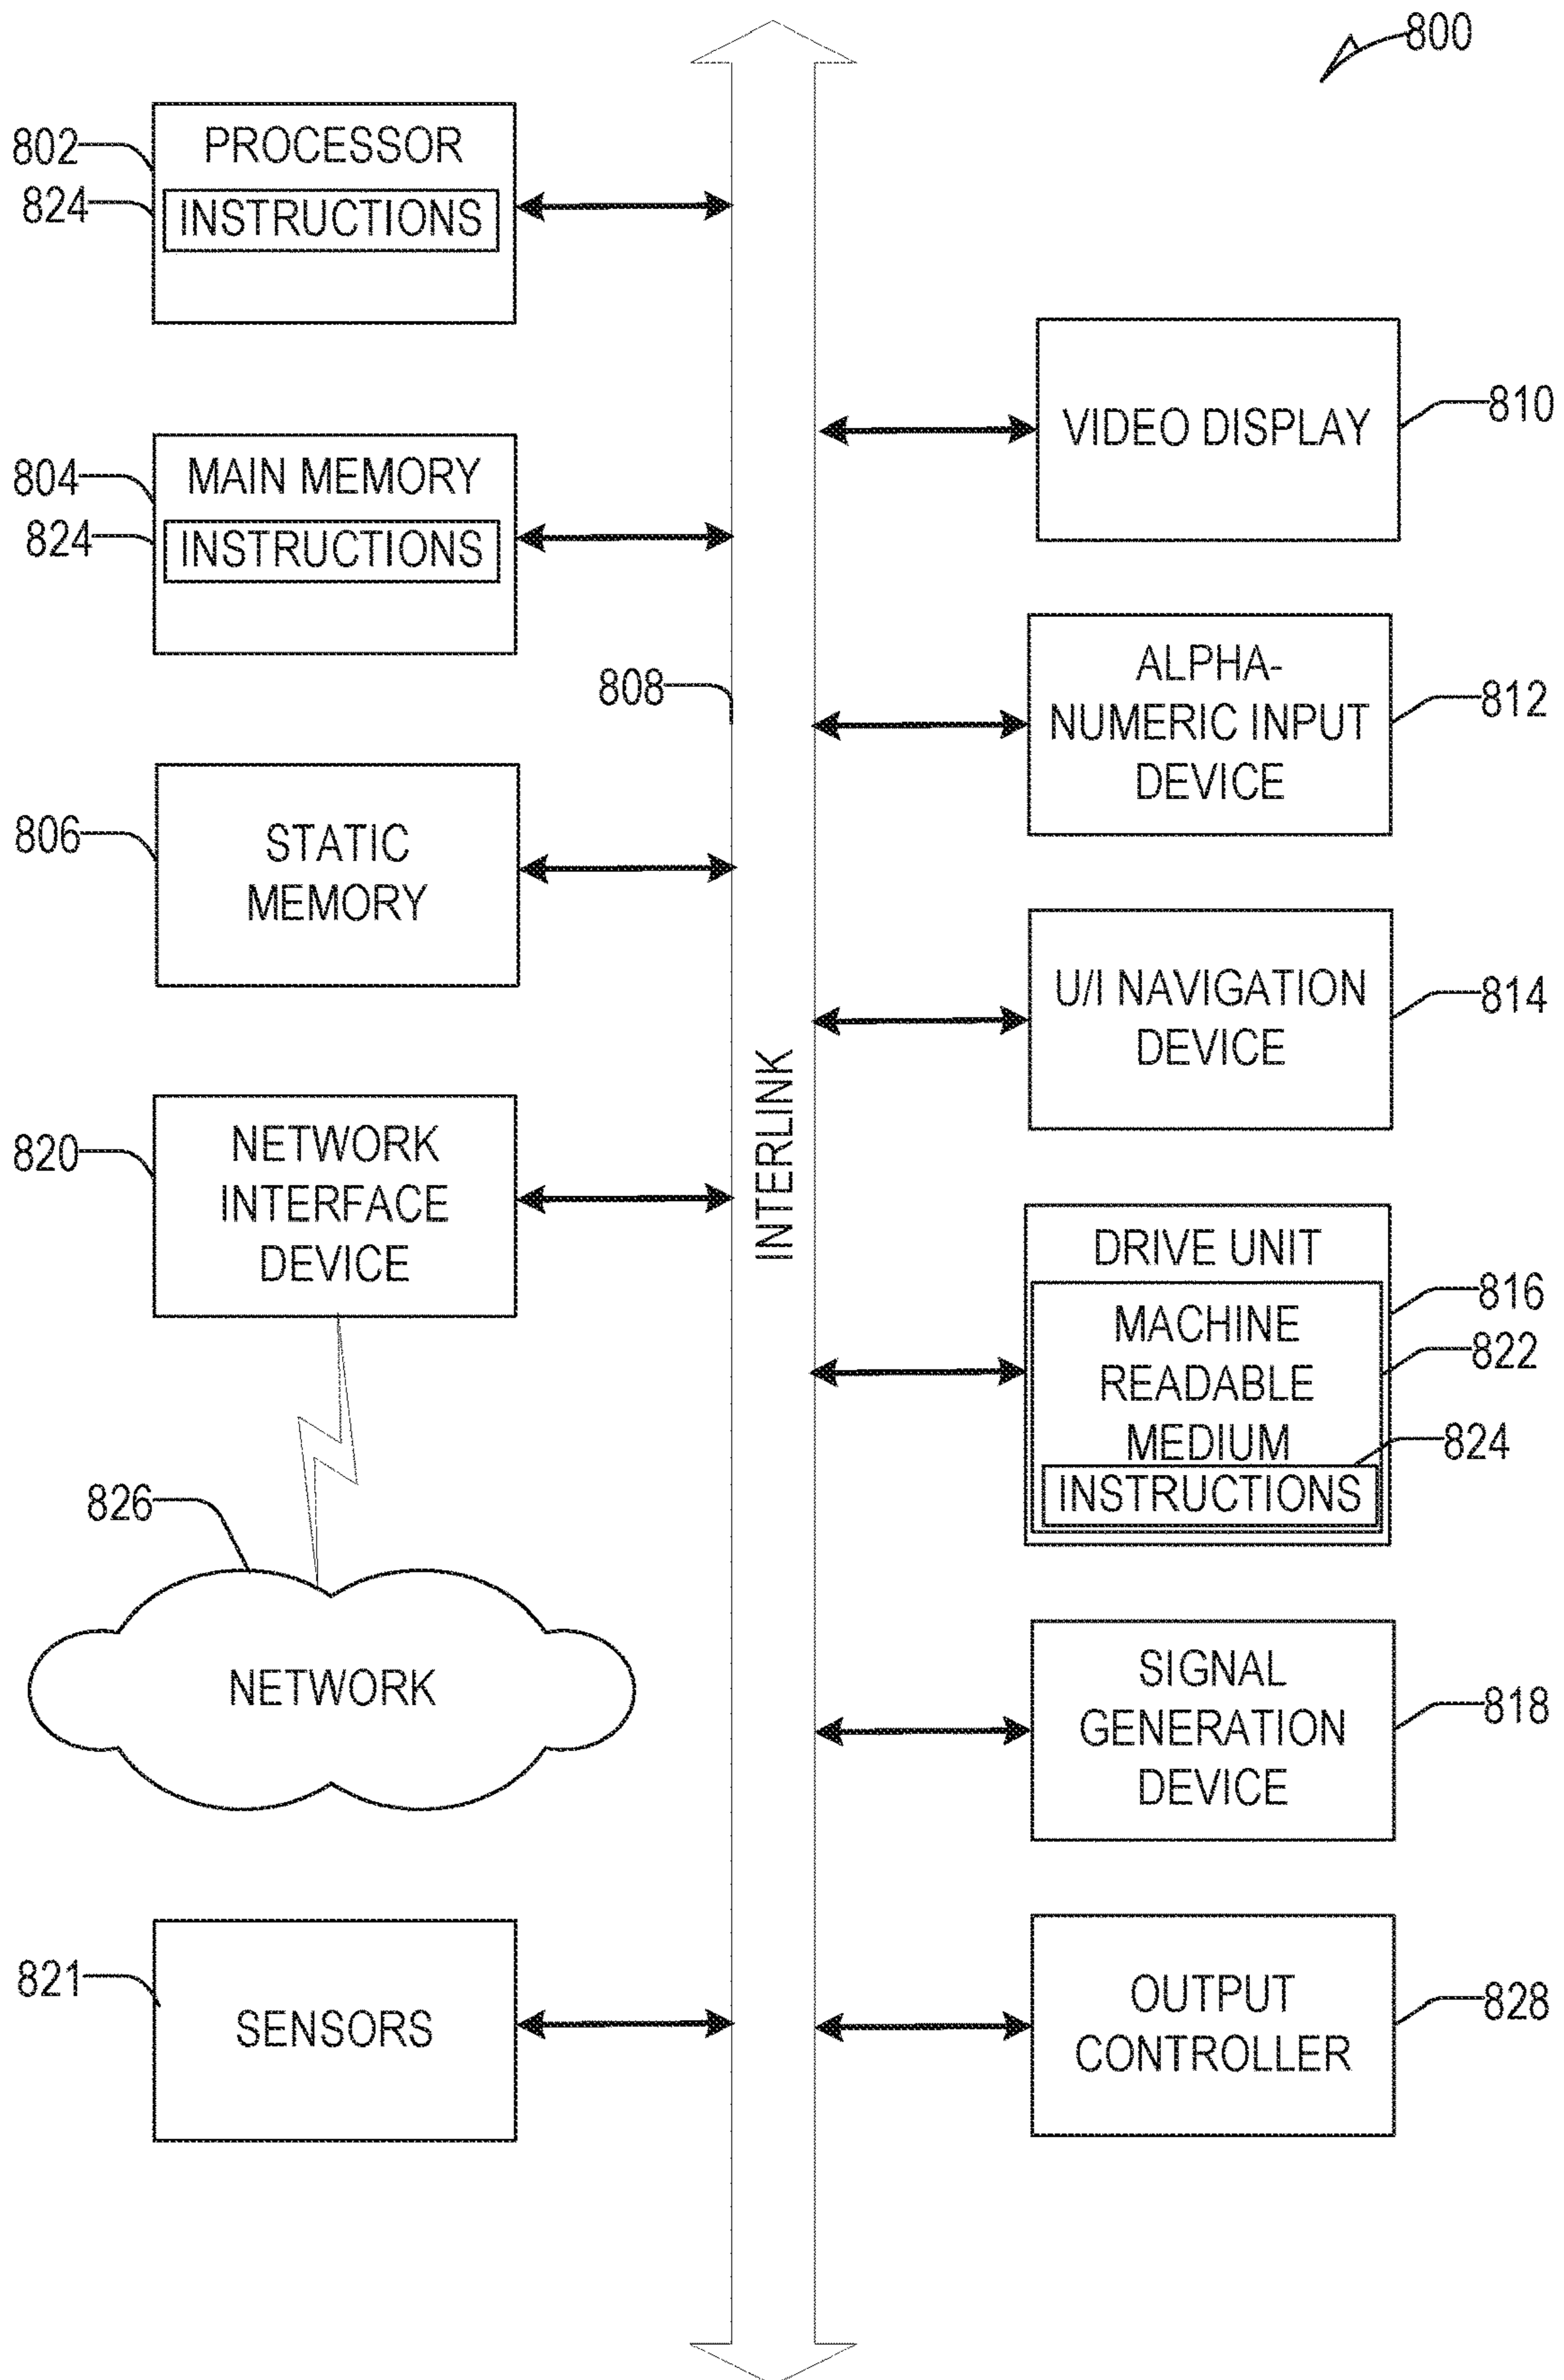 800
802
PROCESSOR
824
INSTRUCTIONS
804
MAIN MEMORY
824
INSTRUCTIONS
808
806
STATIC
MEMORY
820
NETWORK
INTERFACE
DEVICE
826
NETWORK
821
SENSORS
INTERLINK
VIDEO DISPLAY
810
ALPHA-
NUMERIC INPUT
DEVICE
812
U/I NAVIGATION
DEVICE
814
DRIVE UNIT
816
MACHINE
READABLE
MEDIUM
822
824
INSTRUCTIONS
SIGNAL
GENERATION
DEVICE
818
OUTPUT
CONTROLLER
828